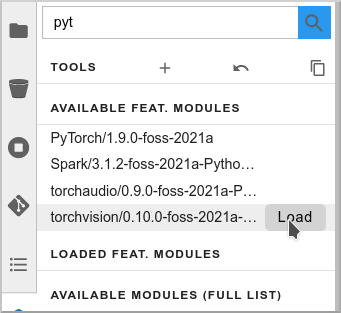 pyt
TOOLS
AVAILABLE FEAT. MODULES
PyTorch/1.9.0-foss-2021a
Spark/3.1.2-foss-2021a-Pytho…
torchaudio/0.9.0-foss-2021a-P…
torchvision/0.10.0-foss-2021a-… Load
LOADED FEAT. MODULES
AVAILABLE MODULES (FULL LIST)